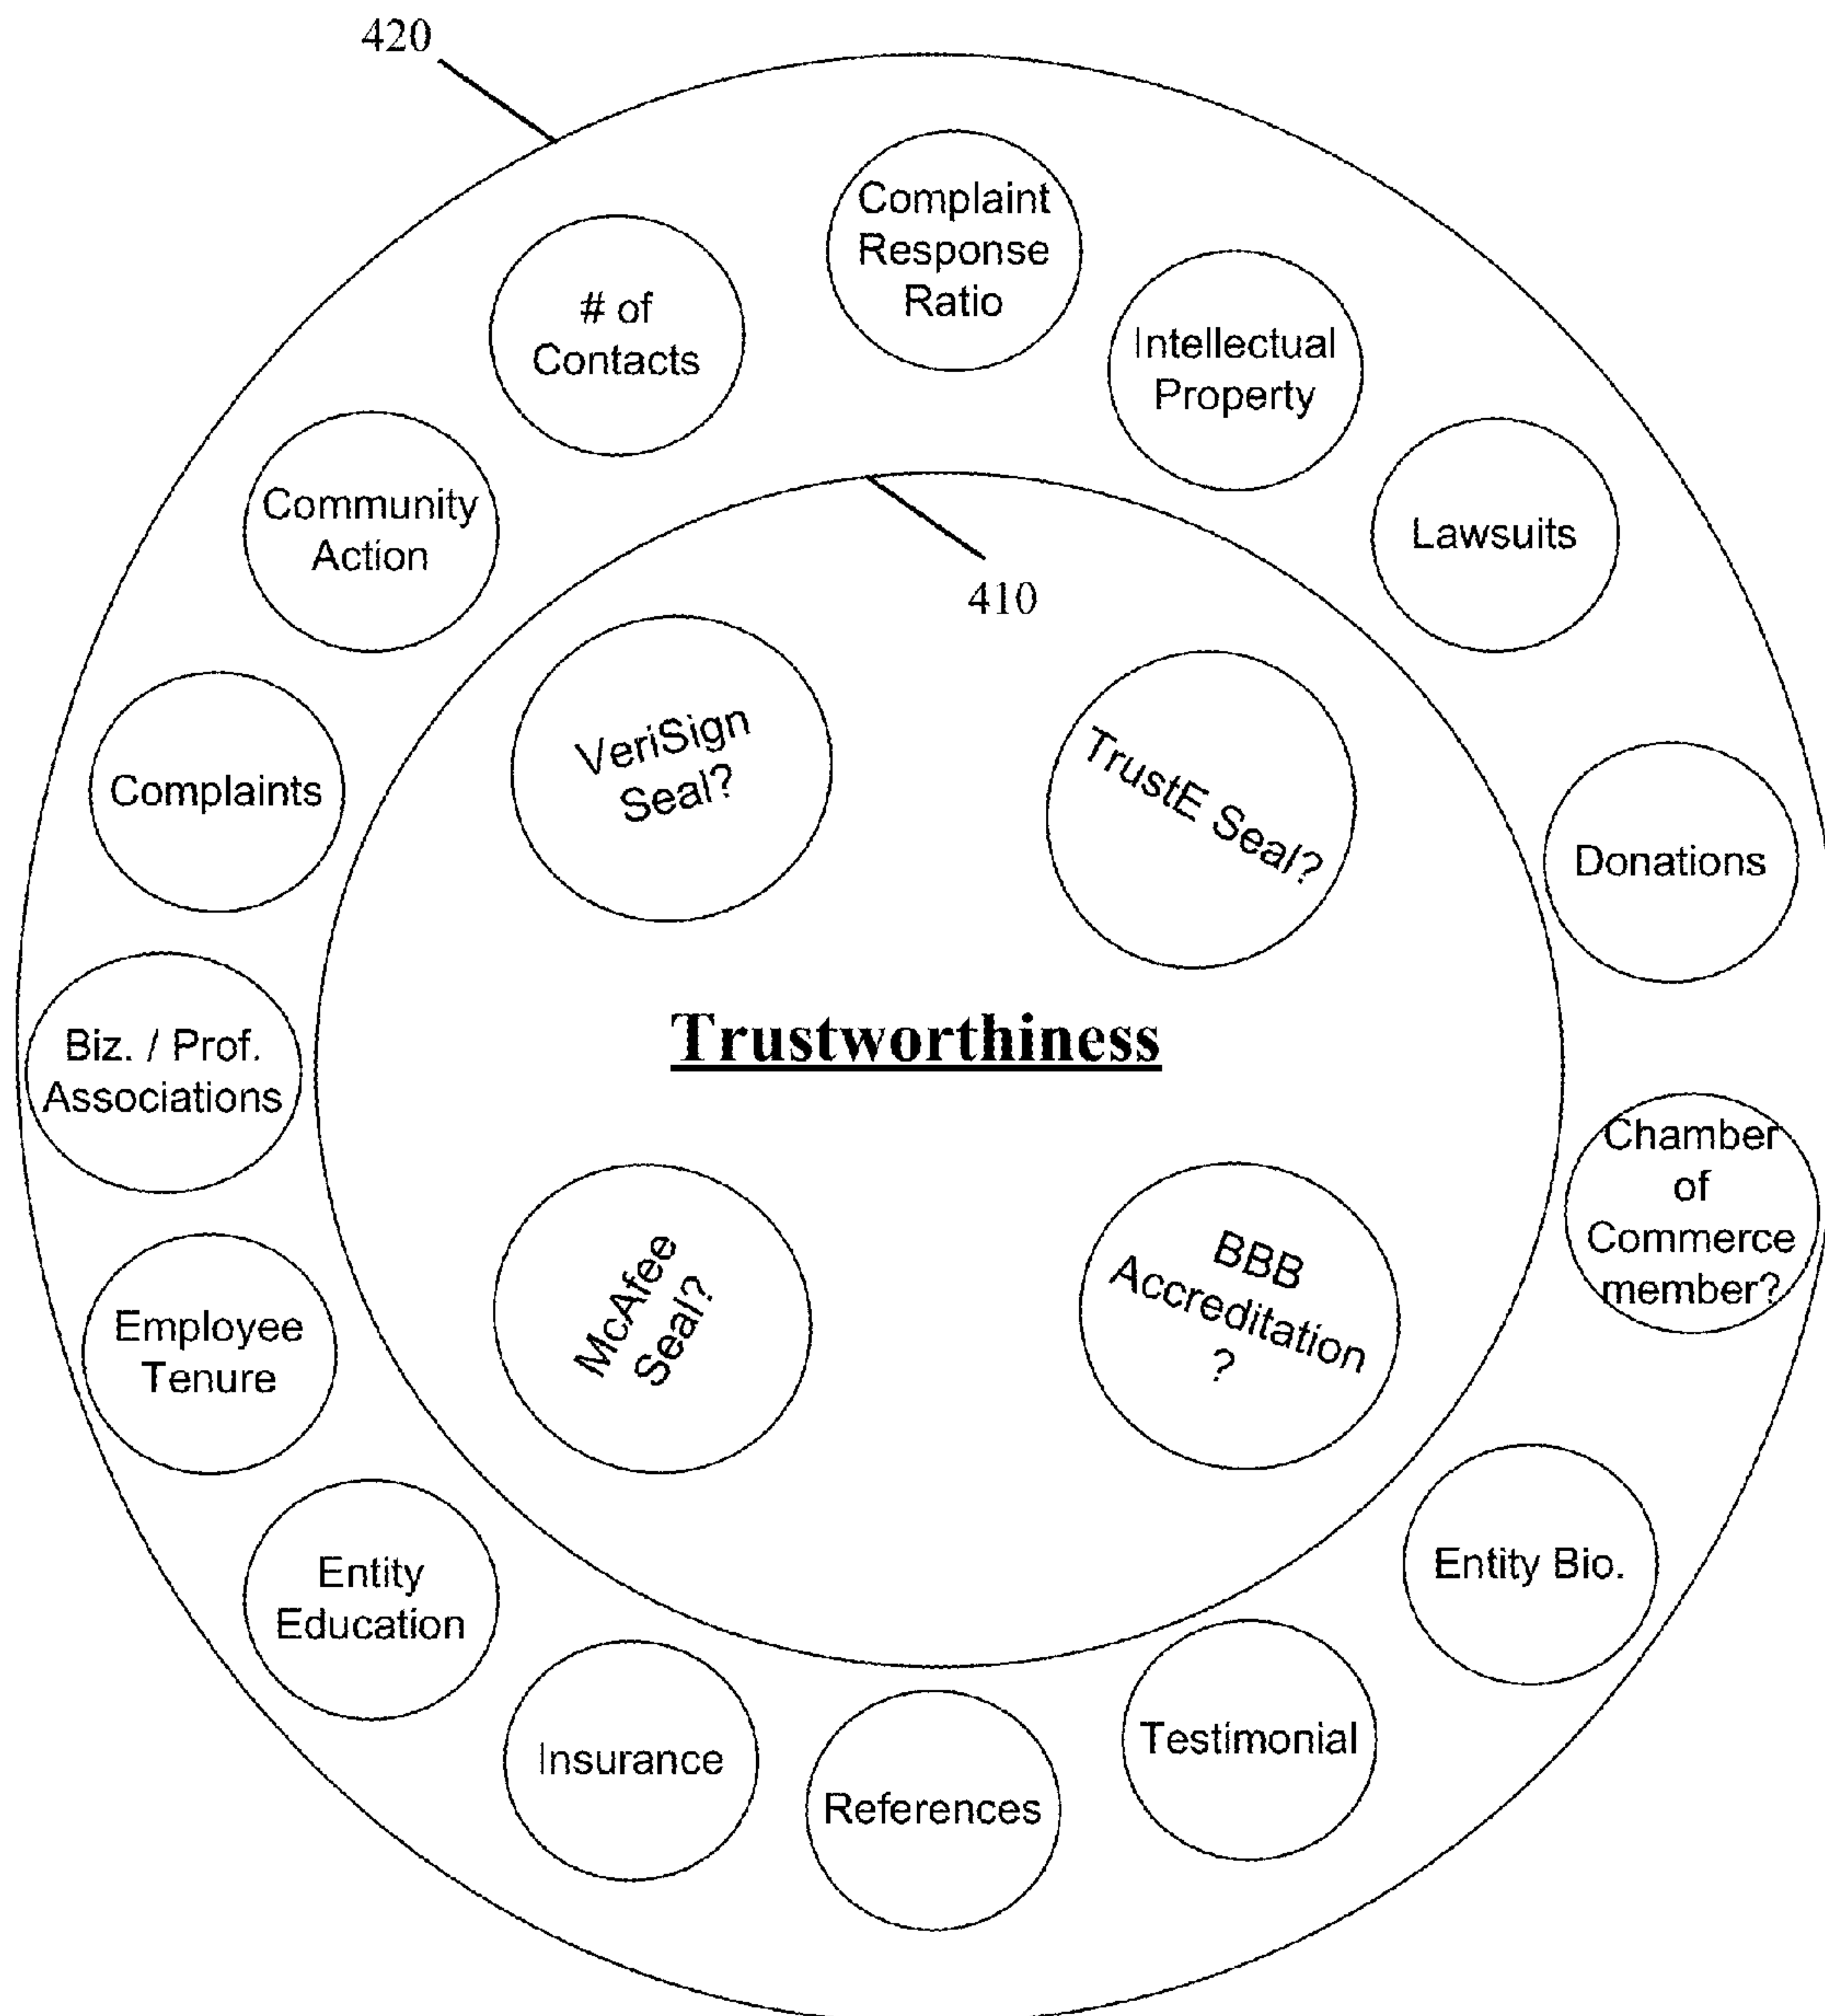 420
Complaint
Response
Ratio
# of
Contacts
Intellectual
Property
Lawsuits
Community
Action
410
VeriSign
Seal?
TrustE Seal?
Complaints
Donations
Trustworthiness
Biz. / Prof.
Associations
Chamber
of
Commerce
member?
McAfee
Seal?
BBB
Accreditation
?
Employee
Tenure
Entity
Education
Entity Bio.
Insurance
References
Testimonial